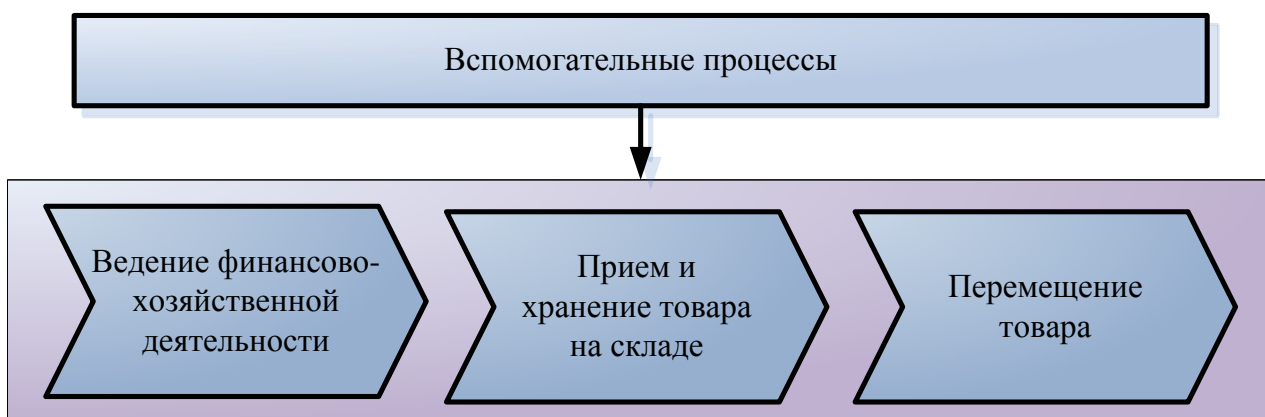 Вспомогательные процессы
Ведение финансово-
хозяйственной
деятельности
Прием и
хранение товара
на складе
Перемещение
товара